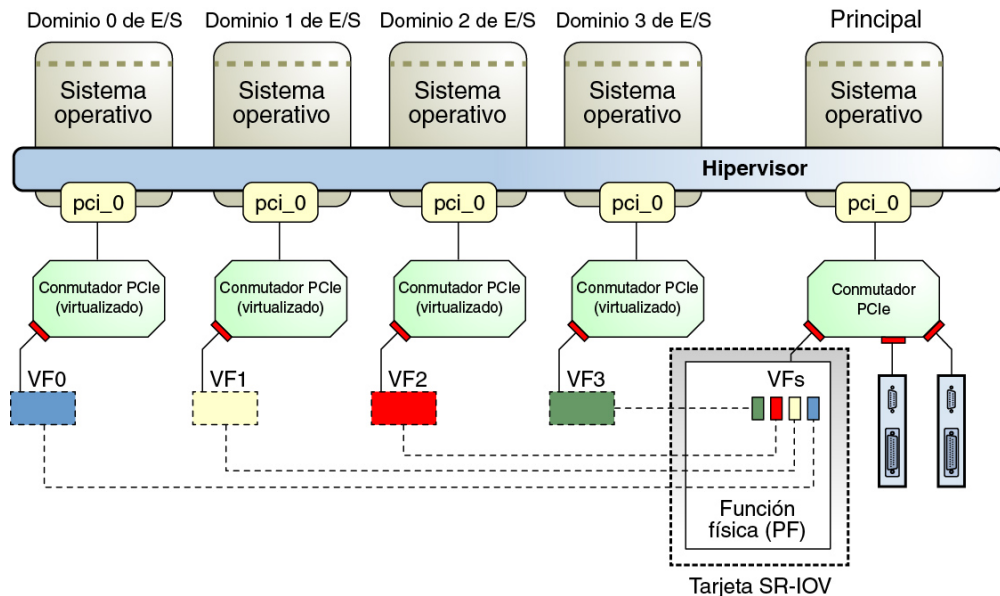 Dominio 0 de E/S
Dominio 1 de E/S
Dominio 2 de E/S
Dominio 3 de E/S
Principal
Sistema
operativo
Sistema
operativo
Sistema
operativo
Sistema
operativo
Sistema
operativo
Hipervisor
pci_0
pci_0
pci_0
pci_0
pci_0
Conmutador PCIe
(virtualizado)
Conmutador PCIe
(virtualizado)
Conmutador PCIe
(virtualizado)
Conmutador PCIe
(virtualizado)
Conmutador
PCIe
VF0
VF1
VF2
VF3
VFs
Función
física (PF)
Tarjeta SR-IOV